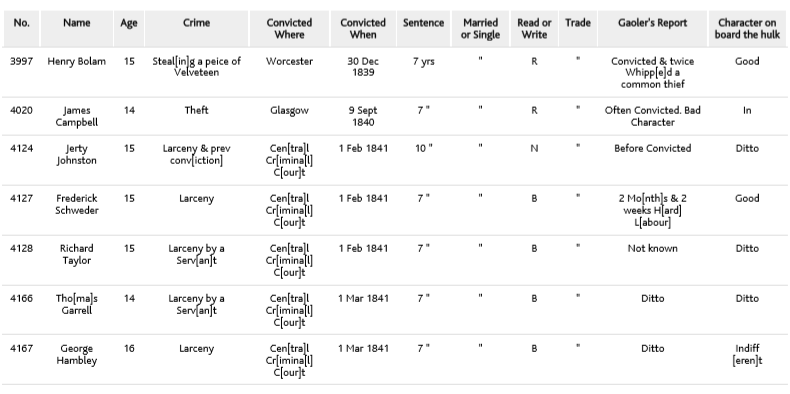 No. Name Age Crime Convicted Where Convicted When Sentence Married or Single Read or Write Trade Gaoler's Report Character on board the hulk
3997 Henry Bolam 15 Steal[in]g a peice of Velveteen Worcester 30 Dec 1839 7 yrs " R " Convicted & twice Whipp[e]d a common thief Good
4020 James Campbell 14 Theft Glasgow 9 Sept 1840 7 " " R " Often Convicted. Bad Character In
4124 Jerty Johnston 15 Larceny & prev conv[iction] Cen[tra]l Cr[imina[l] C[our]t 1 Feb 1841 10 " " N " Before Convicted Ditto
4127 Frederick Schweder 15 Larceny Cen[tra]l Cr[imina[l] C[our]t 1 Feb 1841 7 " " B " 2 Mo[nth]s & 2 weeks H[ard] L[abour] Good
4128 Richard Taylor 15 Larceny by a Serv[an]t Cen[tra]l Cr[imina[l] C[our]t 1 Feb 1841 7 " " B " Not known Ditto
4166 Tho[ma]s Garrell 14 Larceny by a Serv[an]t Cen[tra]l Cr[imina[l] C[our]t 1 Mar 1841 7 " " B " Ditto Ditto
4167 George Hambley 16 Larceny Cen[tra]l Cr[imina[l] C[our]t 1 Mar 1841 7 " " B " Ditto Indiff [eren]t